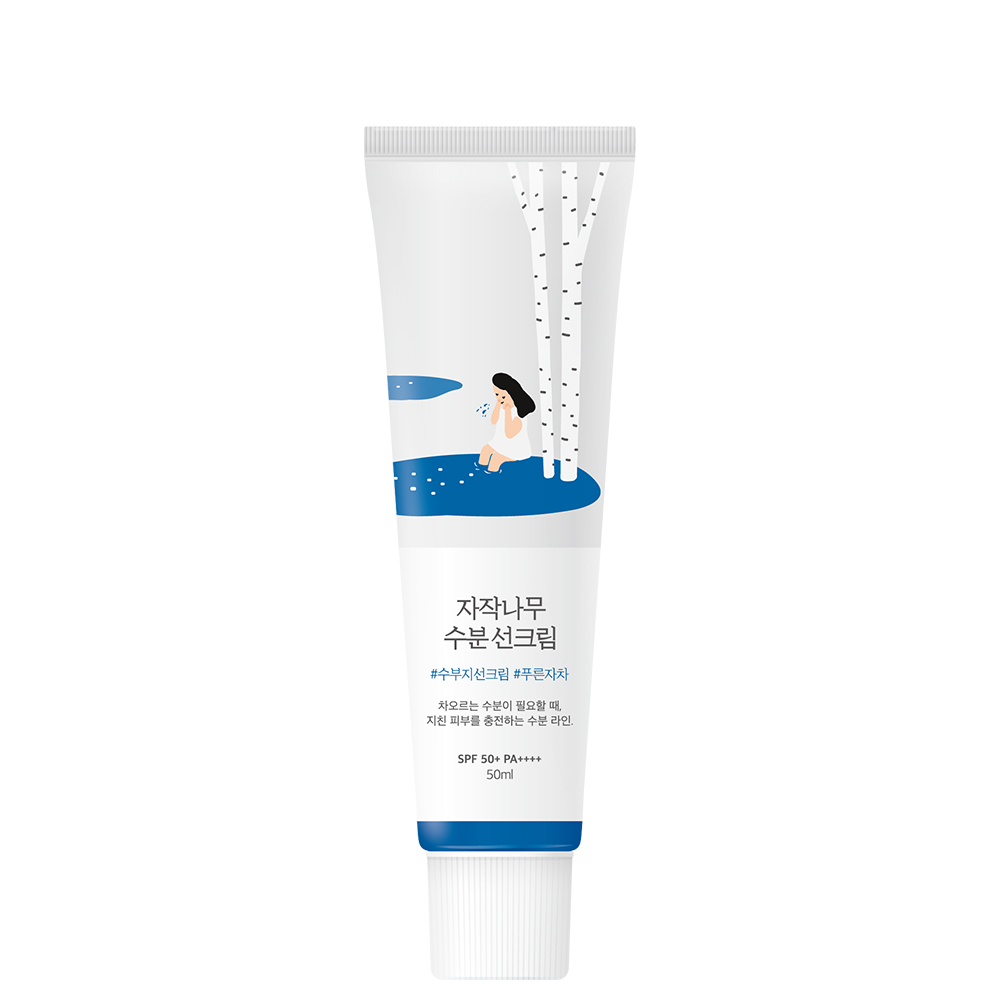 자작나무
수분 선크림
#수부지선크림 #푸른자차
차오르는 수분이 필요할 때,
지친 피부를 충전하는 수분 라인.
SPF 50+ PA++++
50ml